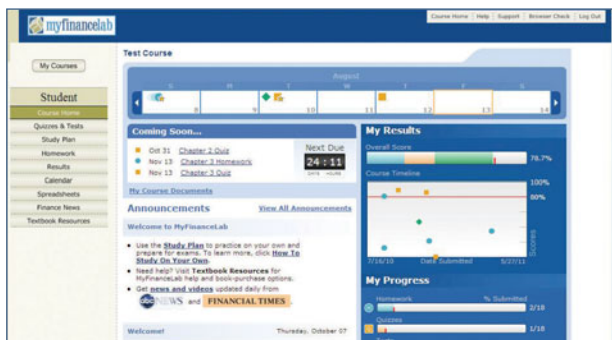 myfinancelab
Course Home | Help | Support | Browser Check | Log Out
My Courses
Test Course
August
S M T W T F S
8 9 10 11 12 13 14
Student
Course Home
Quizzes & Tests
Study Plan
Homework
Results
Calendar
Spreadsheets
Finance News
Textbook Resources
Coming Soon...
Oct 31 Chapter 2 Quiz
Nov 13 Chapter 3 Homework
Nov 13 Chapter 3 Quiz
Next Due
24 : 11
DAYS HOURS
My Course Documents
Announcements View All Announcements
Welcome to MyFinanceLab
Use the Study Plan to practice on your own and
prepare for exams. To learn more, click How To
Study On Your Own.
Need help? Visit Textbook Resources for
MyFinanceLab help and book-purchase options.
Get news and videos updated daily from
abc NEWS and FINANCIAL TIMES.
Welcome! Thursday, October 07
My Results
Overall Score
78.7%
Course Timeline
100%
80%
Scores
7/16/10 Date Submitted 5/27/11
My Progress
Homework % Submitted
2/18
Quizzes
1/18